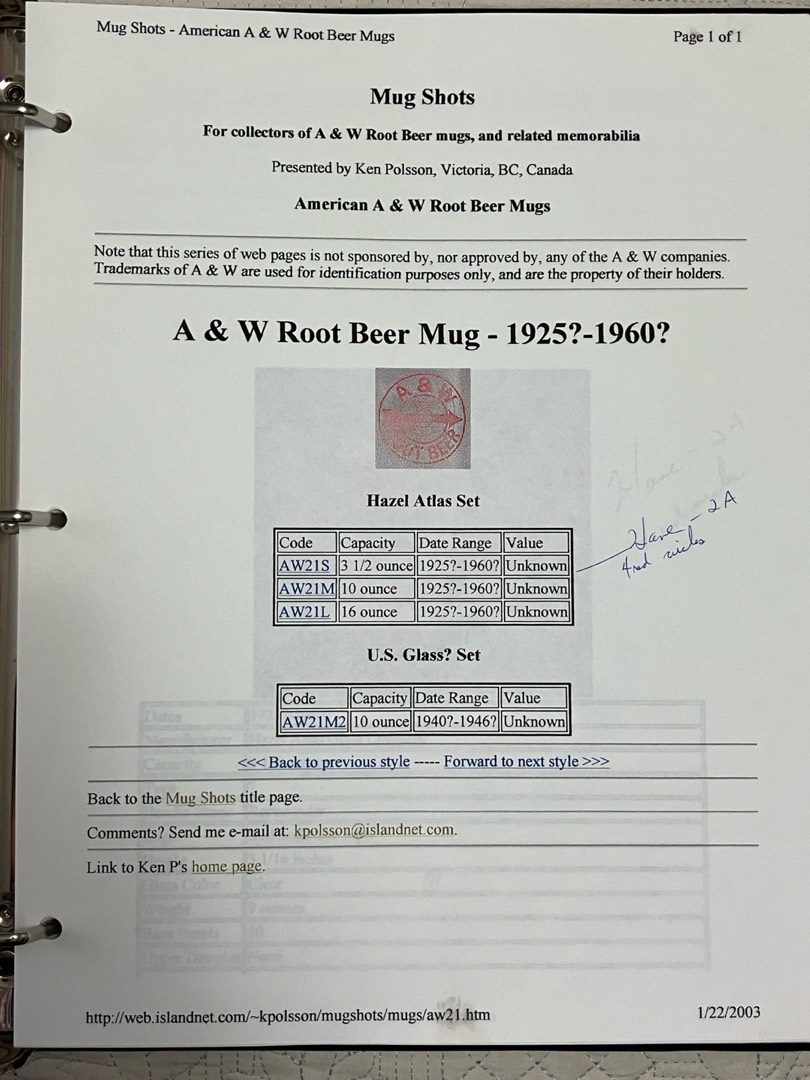 Mug Shots - American A & W Root Beer Mugs Page 1 of 1
Mug Shots
For collectors of A & W Root Beer mugs, and related memorabilia
Presented by Ken Polsson, Victoria, BC, Canada
American A & W Root Beer Mugs
Note that this series of web pages is not sponsored by, nor approved by, any of the A & W companies.
Trademarks of A & W are used for identification purposes only, and are the property of their holders.
A & W Root Beer Mug - 1925?-1960?
A & W
ROOT BEER
Hazel Atlas Set
Code Capacity Date Range Value
AW21S 3 1/2 ounce 1925?-1960? Unknown
AW21M 10 ounce 1925?-1960? Unknown
AW21L 16 ounce 1925?-1960? Unknown
Have - 2A
4 red
U.S. Glass? Set
Code Capacity Date Range Value
AW21M2 10 ounce 1940?-1946? Unknown
<<< Back to previous style ----- Forward to next style >>>
Back to the Mug Shots title page.
Comments? Send me e-mail at: kpolsson@islandnet.com.
Link to Ken P's home page.
http://web.islandnet.com/~kpolsson/mugshots/mugs/aw21.htm 1/22/2003